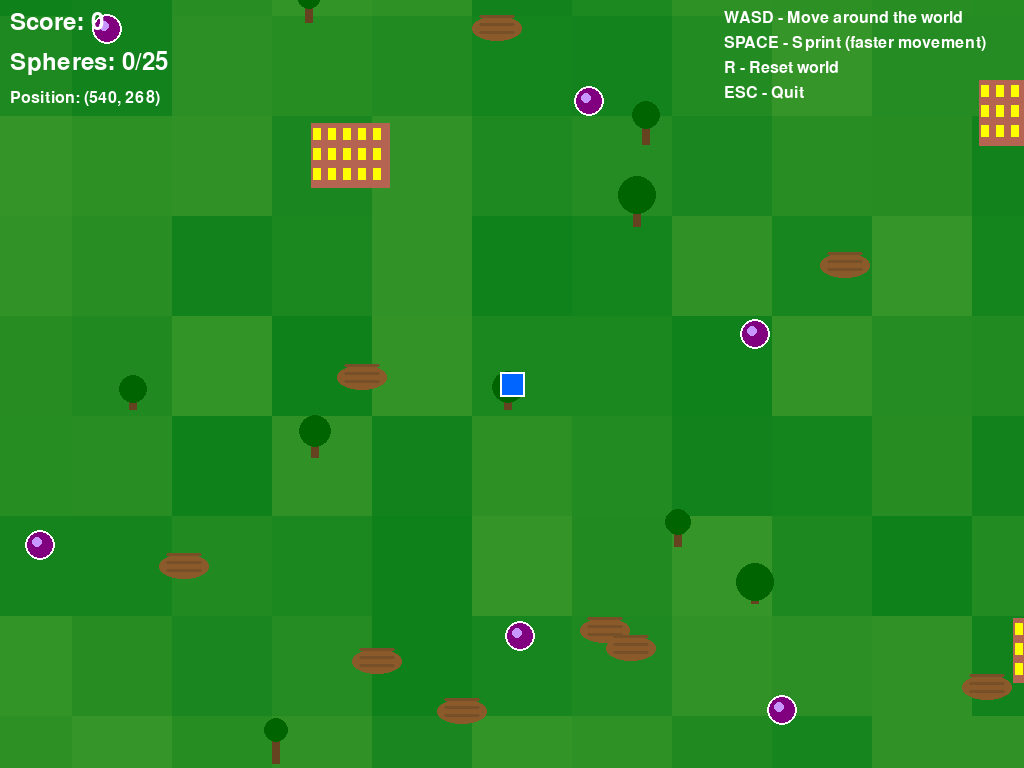 Score: 0
Spheres: 0/25
Position: (540, 268)
WASD - Move around the world
SPACE - Sprint (faster movement)
R - Reset world
ESC - Quit